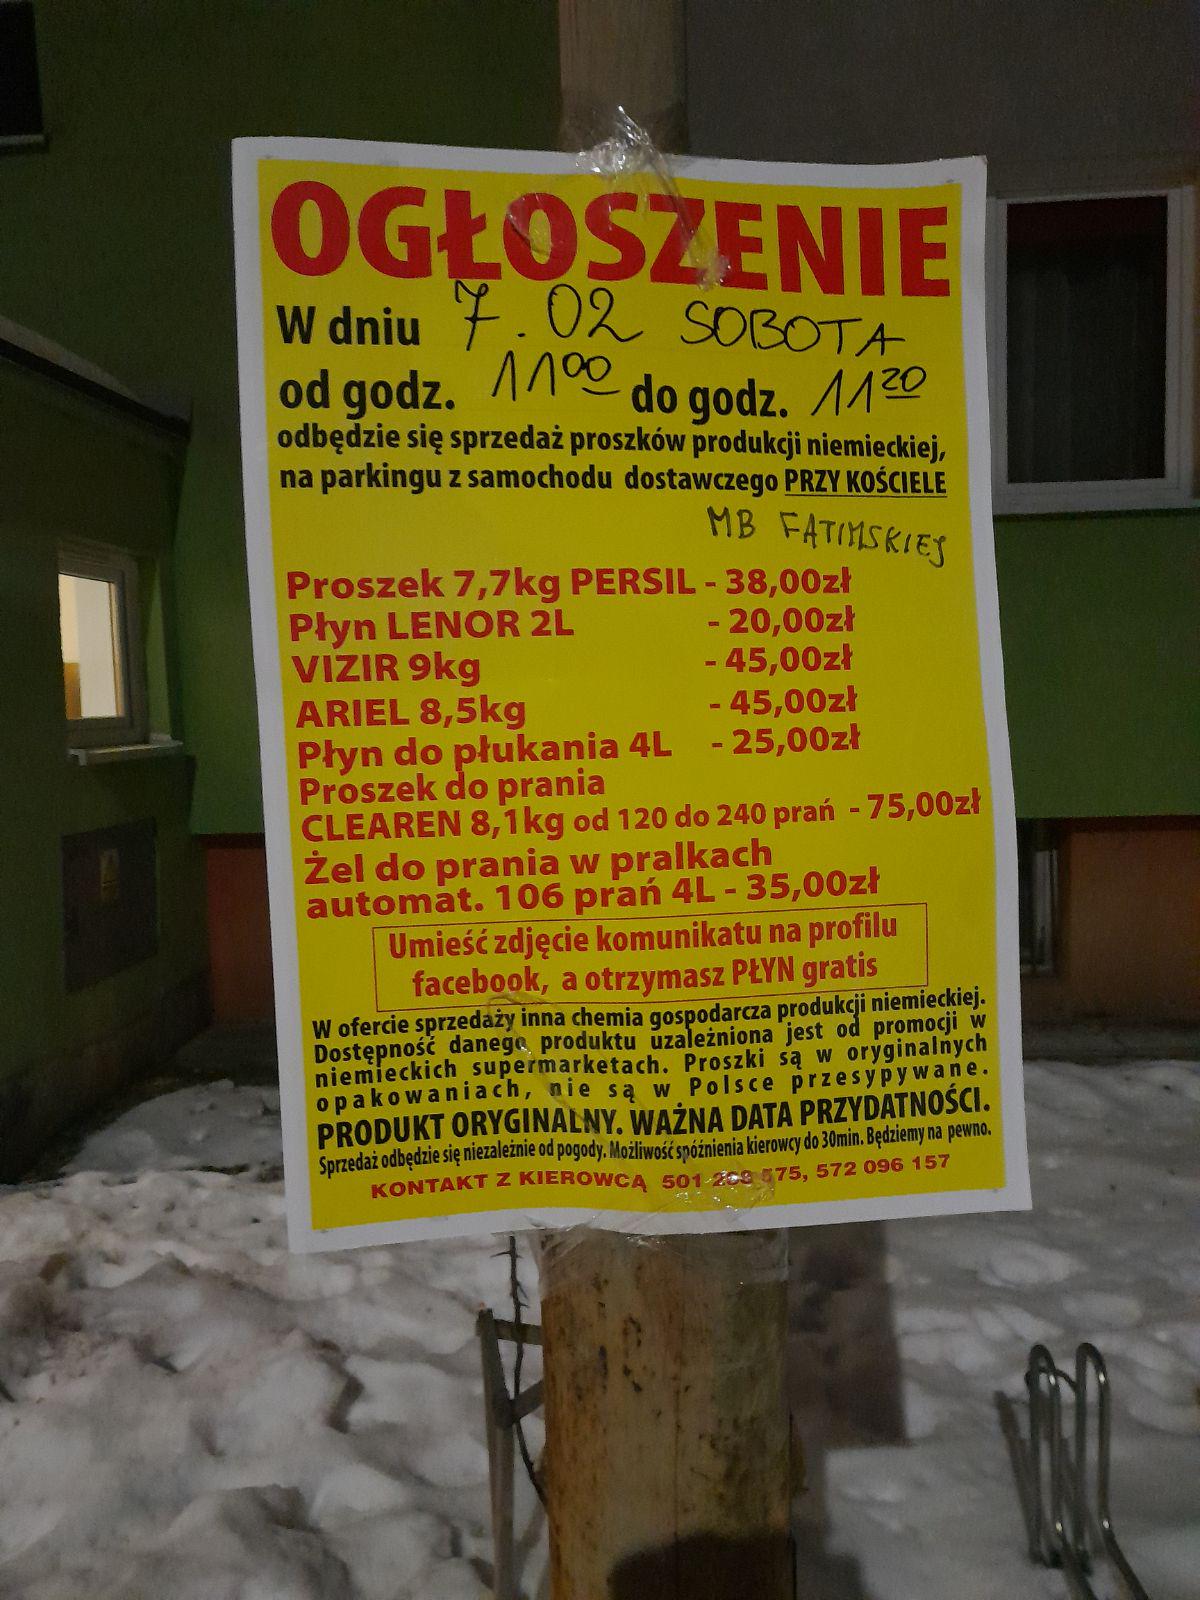 OGŁOSZENIE
W dniu 7.02 SOBOTA
od godz. 11⁰⁰ do godz. 11²⁰
odbędzie się sprzedaż proszków produkcji niemieckiej,
na parkingu z samochodu dostawczego PRZY KOŚCIELE
MB FATIMSKIEJ
Proszek 7,7kg PERSIL - 38,00zł
Płyn LENOR 2L - 20,00zł
VIZIR 9kg - 45,00zł
ARIEL 8,5kg - 45,00zł
Płyn do płukania 4L - 25,00zł
Proszek do prania
CLEAREN 8,1kg od 120 do 240 prań - 75,00zł
Żel do prania w pralkach
automat. 106 prań 4L - 35,00zł
Umieść zdjęcie komunikatu na profilu
facebook, a otrzymasz PŁYN gratis
W ofercie sprzedaży inna chemia gospodarcza produkcji niemieckiej.
Dostępność danego produktu uzależniona jest od promocji w
niemieckich supermarketach. Proszki są w oryginalnych
opakowaniach, nie są w Polsce przesypywane.
PRODUKT ORYGINALNY. WAŻNA DATA PRZYDATNOŚCI.
Sprzedaż odbędzie się niezależnie od pogody. Możliwość spóźnienia kierowcy do 30min. Będziemy na pewno.
KONTAKT Z KIEROWCĄ 501 575, 572 096 157